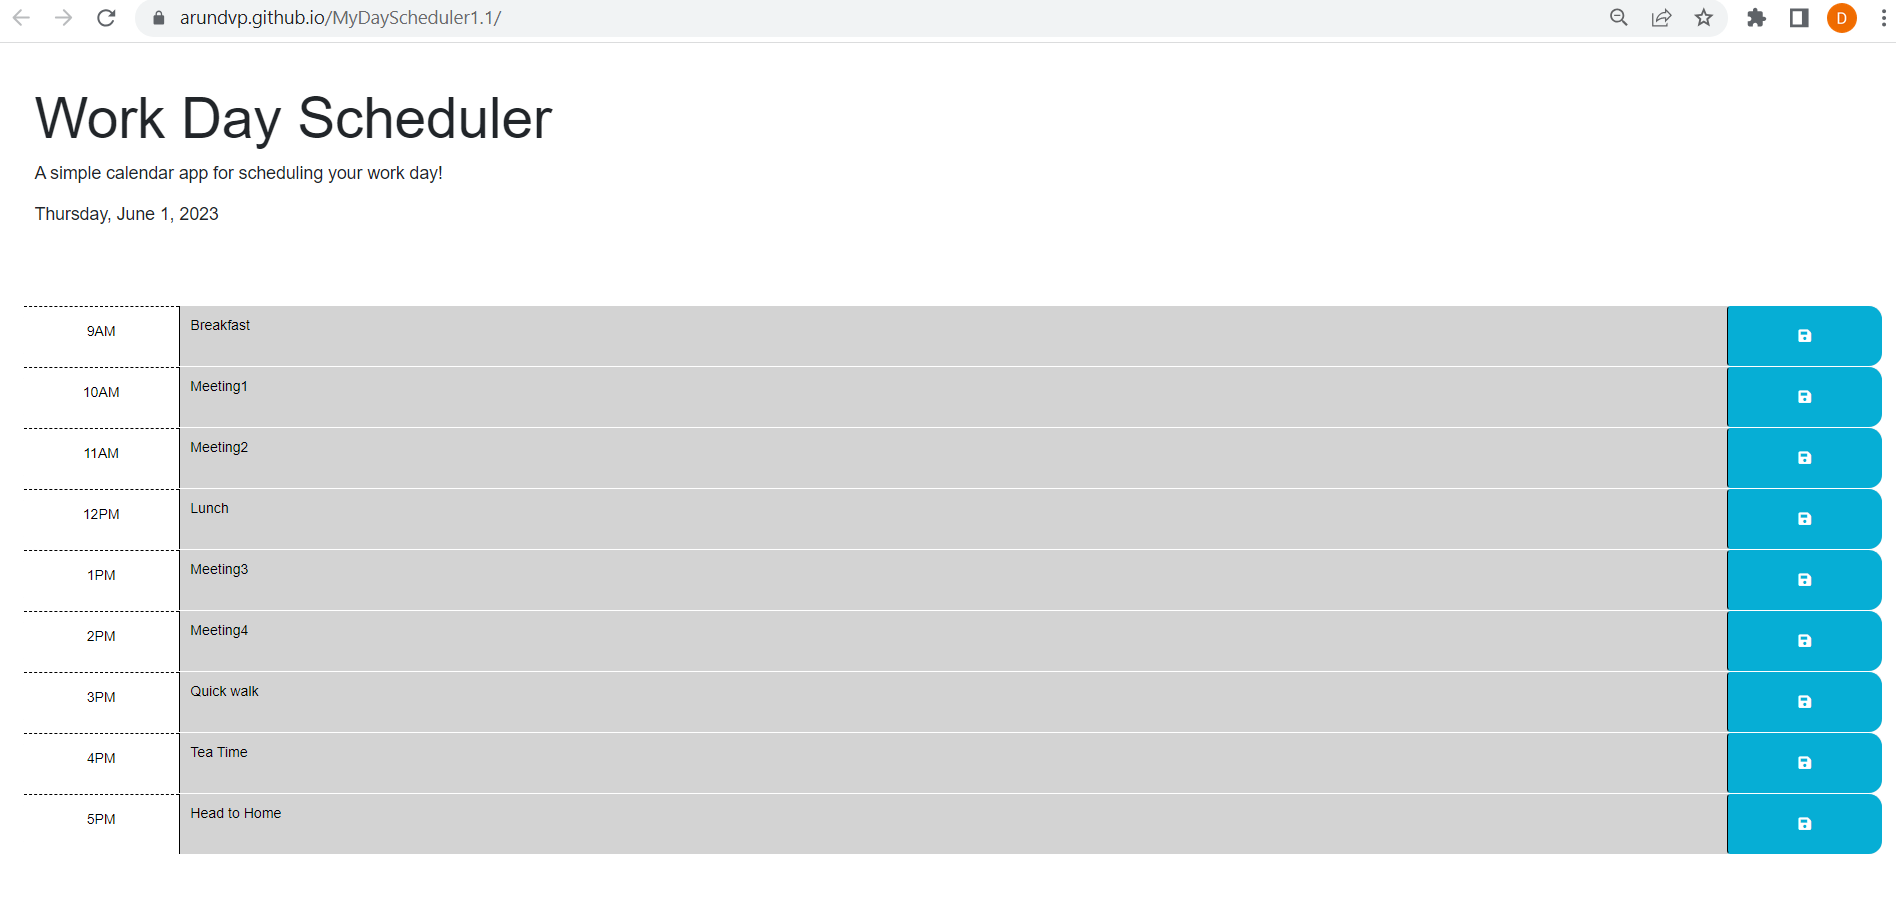 arundvp.github.io/MyDayScheduler1.1/
D
Work Day Scheduler
A simple calendar app for scheduling your work day!
Thursday, June 1, 2023
9AM Breakfast
10AM Meeting1
11AM Meeting2
12PM Lunch
1PM Meeting3
2PM Meeting4
3PM Quick walk
4PM Tea Time
5PM Head to Home